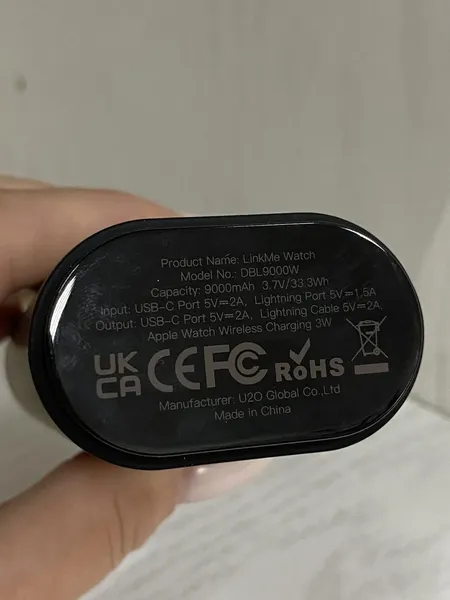 Product Name: LinkMe Watch
Model No.: DBL9000W
Capacity: 9000mAh 3.7V/33.3Wh
Input: USB-C Port 5V⎓2A, Lightning Port 5V⎓1.5A
Output: USB-C Port 5V⎓2A, Lightning Cable 5V⎓2A,
Apple Watch Wireless Charging 3W
UK
CA CE FC RoHS
Manufacturer: U2O Global Co.,Ltd
Made in China